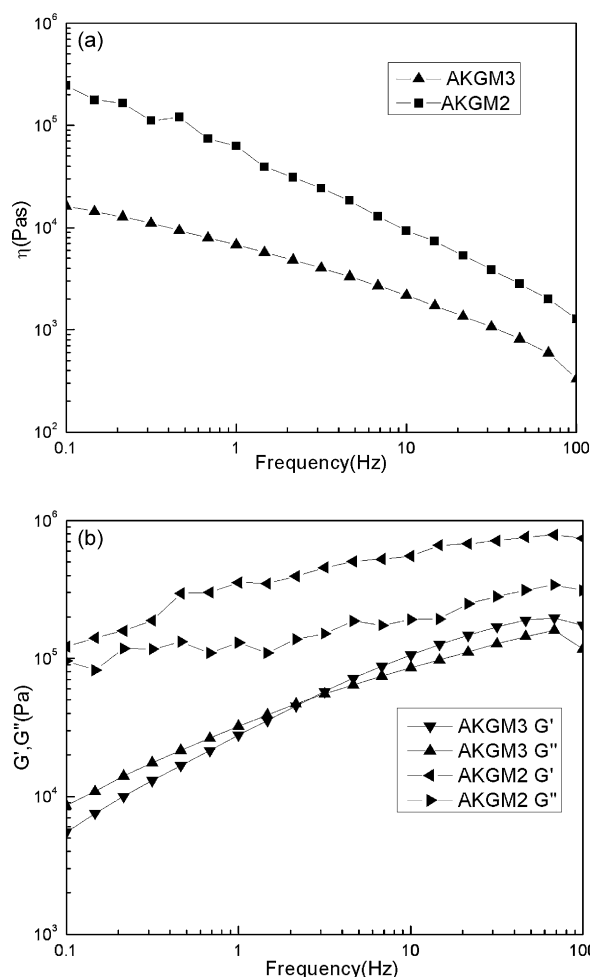 (a)
AKGM3
AKGM2
10^6
10^5
10^4
10^3
10^2
η(Pas)
0.1
1
10
100
Frequency(Hz)
(b)
10^6
10^5
10^4
10^3
G',G"(Pa)
AKGM3 G'
AKGM3 G"
AKGM2 G'
AKGM2 G"
0.1
1
10
100
Frequency(Hz)